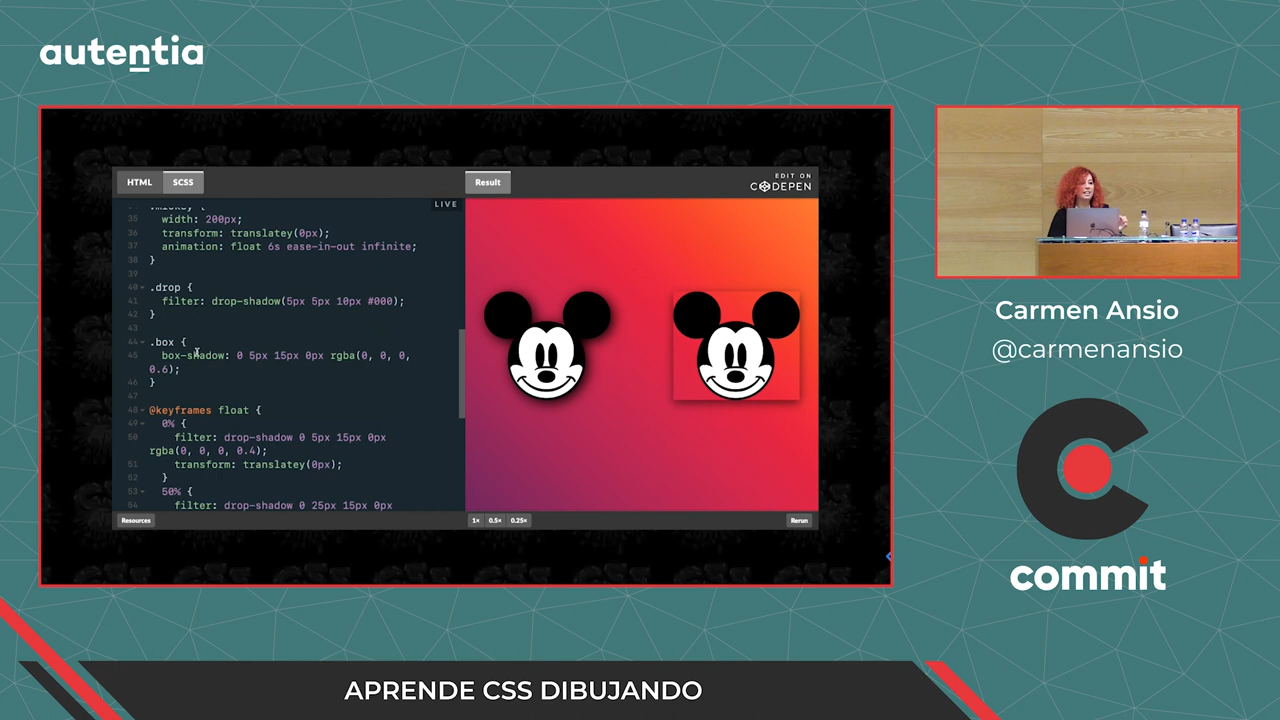 autentia
HTML
SCSS
Result
EDIT ON
CODEPEN
LIVE
35 width: 200px;
36 transform: translatey(0px);
37 animation: float 6s ease-in-out infinite;
38 }
39
40 .drop {
41 filter: drop-shadow(5px 5px 10px #000);
42 }
43
44 .box {
45 box-shadow: 0 5px 15px 0px rgba(0, 0, 0,
0.6);
46 }
47
48 @keyframes float {
49 0% {
50 filter: drop-shadow 0 5px 15px 0px
rgba(0, 0, 0, 0.4);
51 transform: translatey(0px);
52 }
53 50% {
54 filter: drop-shadow 0 25px 15px 0px
Resources
1×
0.5×
0.25×
Rerun
Carmen Ansio
@carmenansio
commit
APRENDE CSS DIBUJANDO